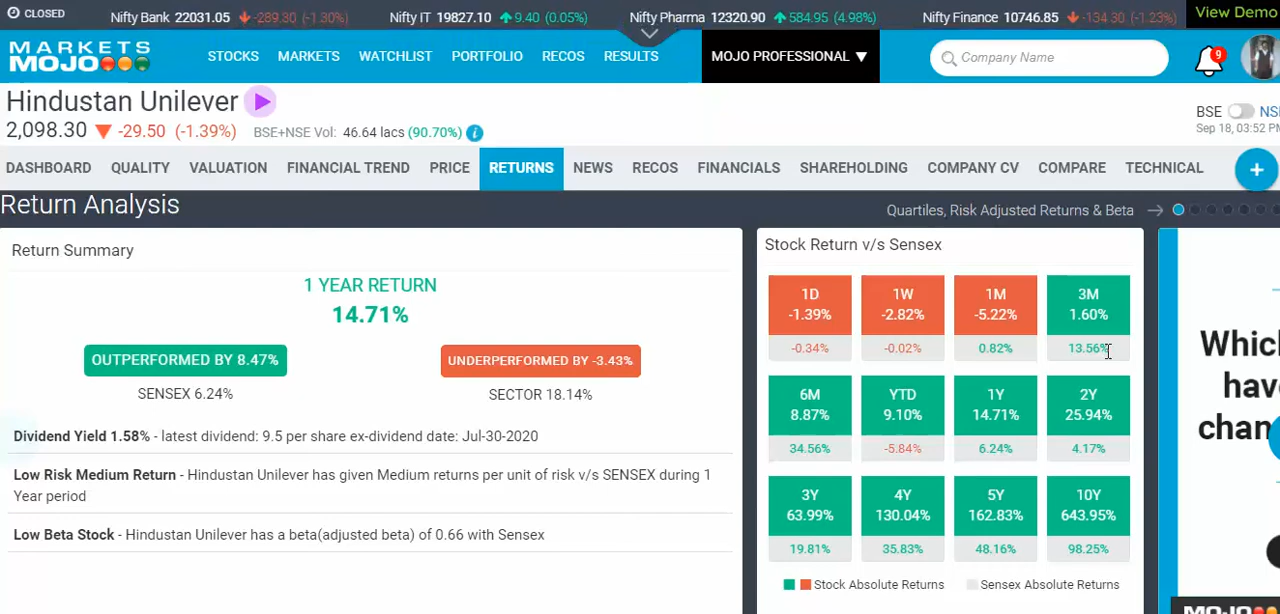 CLOSED Nifty Bank 22031.05 -289.30 (-1.30%) Nifty IT 19827.10 9.40 (0.05%) Nifty Pharma 12320.90 584.95 (4.98%) Nifty Finance 10746.85 -134.30 (-1.23%) View Demo
MARKETS
MOJO
STOCKS MARKETS WATCHLIST PORTFOLIO RECOS RESULTS MOJO PROFESSIONAL ▼ Company Name 9
Hindustan Unilever
2,098.30 ▼ -29.50 (-1.39%) BSE+NSE Vol: 46.64 lacs (90.70%) i
BSE
Sep 18, 03:52
DASHBOARD QUALITY VALUATION FINANCIAL TREND PRICE RETURNS NEWS RECOS FINANCIALS SHAREHOLDING COMPANY CV COMPARE TECHNICAL +
Return Analysis
Quartiles, Risk Adjusted Returns & Beta →
Return Summary
1 YEAR RETURN
14.71%
OUTPERFORMED BY 8.47% UNDERPERFORMED BY -3.43%
SENSEX 6.24% SECTOR 18.14%
Dividend Yield 1.58% - latest dividend: 9.5 per share ex-dividend date: Jul-30-2020
Low Risk Medium Return - Hindustan Unilever has given Medium returns per unit of risk v/s SENSEX during 1
Year period
Low Beta Stock - Hindustan Unilever has a beta(adjusted beta) of 0.66 with Sensex
Stock Return v/s Sensex
1D 1W 1M 3M
-1.39% -2.82% -5.22% 1.60%
-0.34% -0.02% 0.82% 13.56%
6M YTD 1Y 2Y
8.87% 9.10% 14.71% 25.94%
34.56% -5.84% 6.24% 4.17%
3Y 4Y 5Y 10Y
63.99% 130.04% 162.83% 643.95%
19.81% 35.83% 48.16% 98.25%
Stock Absolute Returns Sensex Absolute Returns
hav
chan
MOJO